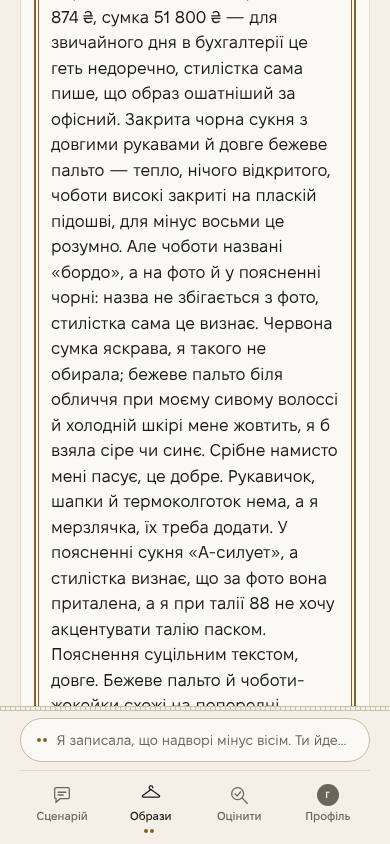 874 ₴, сумка 51 800 ₴ — для
звичайного дня в бухгалтерії це
геть недоречно, стилістка сама
пише, що образ ошатніший за
офісний. Закрита чорна сукня з
довгими рукавами й довге бежеве
пальто — тепло, нічого відкритого,
чоботи високі закриті на пласкій
підошві, для мінус восьми це
розумно. Але чоботи названі
«бордо», а на фото й у поясненні
чорні: назва не збігається з фото,
стилістка сама це визнає. Червона
сумка яскрава, я такого не
обирала; бежеве пальто біля
обличчя при моєму сивому волоссі
й холодній шкірі мене жовтить, я б
взяла сіре чи синє. Срібне намисто
мені пасує, це добре. Рукавичок,
шапки й термоколготок нема, а я
мерзлячка, їх треба додати. У
поясненні сукня «А-силует», а
стилістка визнає, що за фото вона
приталена, а я при талії 88 не хочу
акцентувати талію паском.
Пояснення суцільним текстом,
довге. Бежеве пальто й чоботи-
жокейки схожі на попередні
Я записала, що надворі мінус вісім. Ти йде...
Сценарій
Образи
Оцінити
Г
Профіль